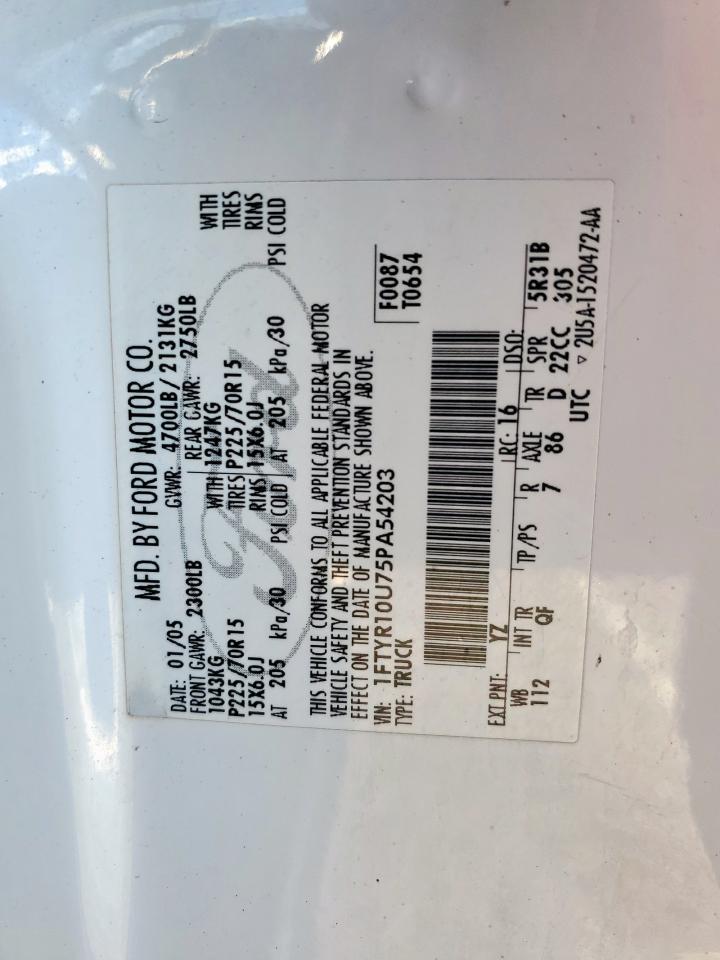 MFD. BY FORD MOTOR CO.
DATE: 01/05 GVWR: 4700LB/ 2131KG
FRONT GAWR: 2300LB REAR GAWR: 2750LB
1043KG WITH 1247KG WITH
P225/70R15 TIRES P225/70R15 TIRES
15X6.0J RIMS 15X6.0J RIMS
AT 205 kPa/30 PSI COLD AT 205 kPa/30 PSI COLD
Ford
THIS VEHICLE CONFORMS TO ALL APPLICABLE FEDERAL MOTOR
VEHICLE SAFETY AND THEFT PREVENTION STANDARDS IN
EFFECT ON THE DATE OF MANUFACTURE SHOWN ABOVE.
VIN: 1FTYR10U75PA54203 F0087
TYPE: TRUCK T0654
EXT PNT: YZ RC: 16 DSO:
WB INT TR TP/PS R AXLE TR SPR 5R31B
112 QF 7 86 D 22CC 305
UTC ▽ 2U5A-1520472-AA